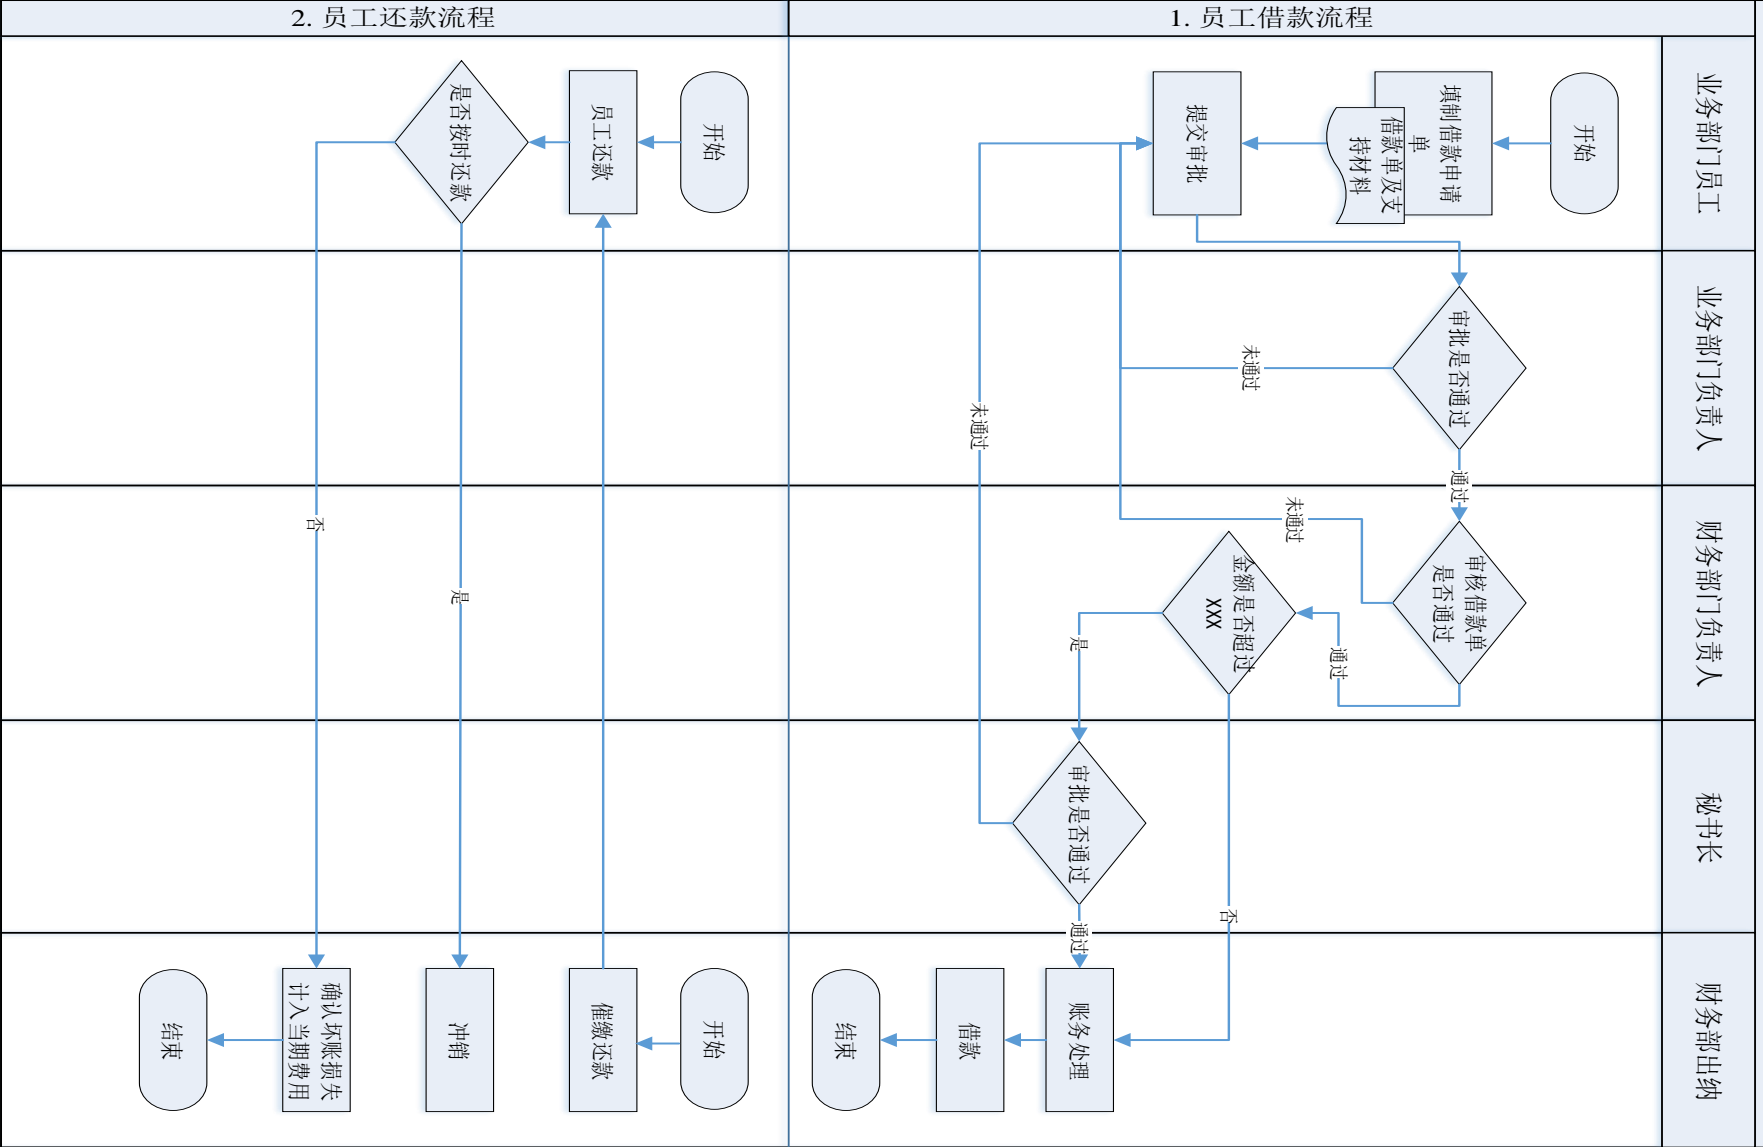 1. 员工借款流程
业务部门员工
业务部门负责人
财务部门负责人
秘书长
财务部出纳
开始
填制借款申请
单
借款单及支
持材料
提交审批
审批是否通过
未通过
通过
审核借款单
是否通过
未通过
通过
金额是否超过
XXX
是
否
审批是否通过
未通过
通过
账务处理
借款
结束
2. 员工还款流程
开始
员工还款
是否按时还款
否
是
开始
催缴还款
冲销
确认坏账损失
计入当期费用
结束